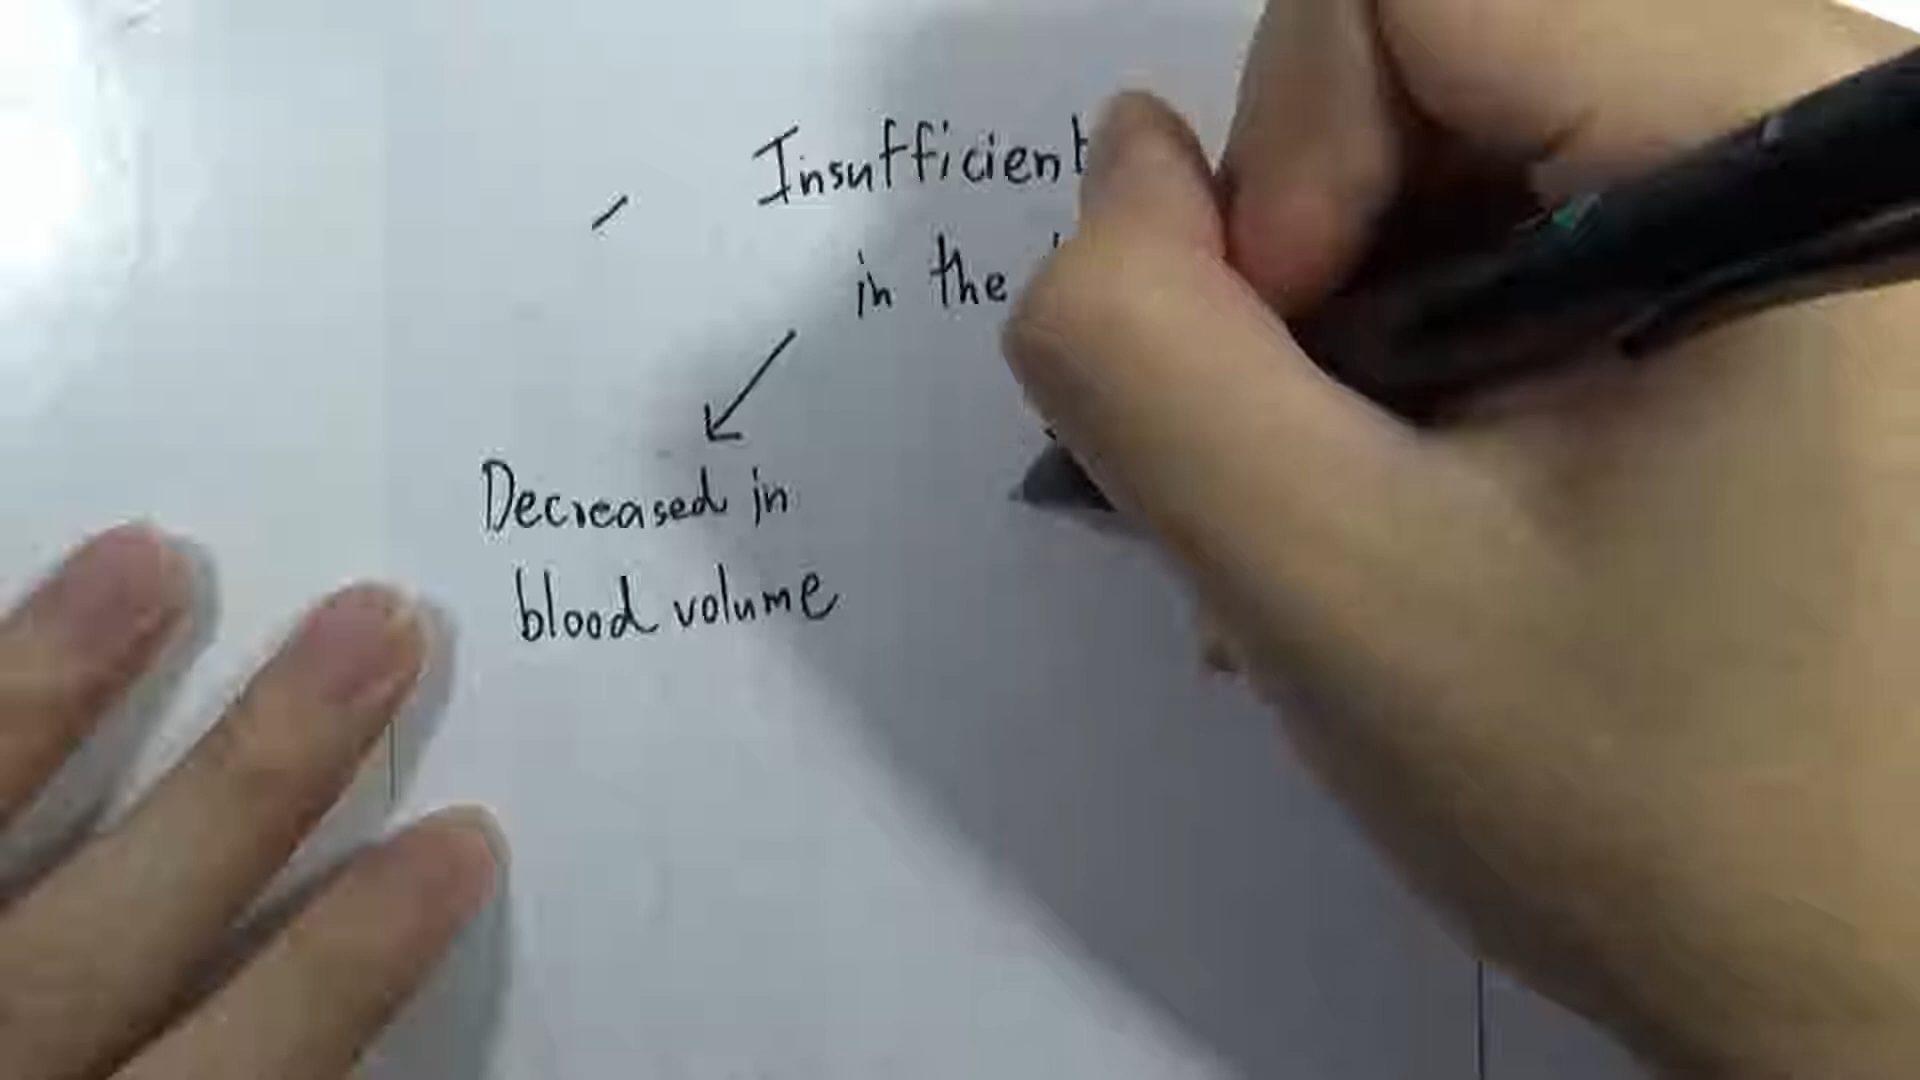 Insufficient
in the
Decreased in
blood volume